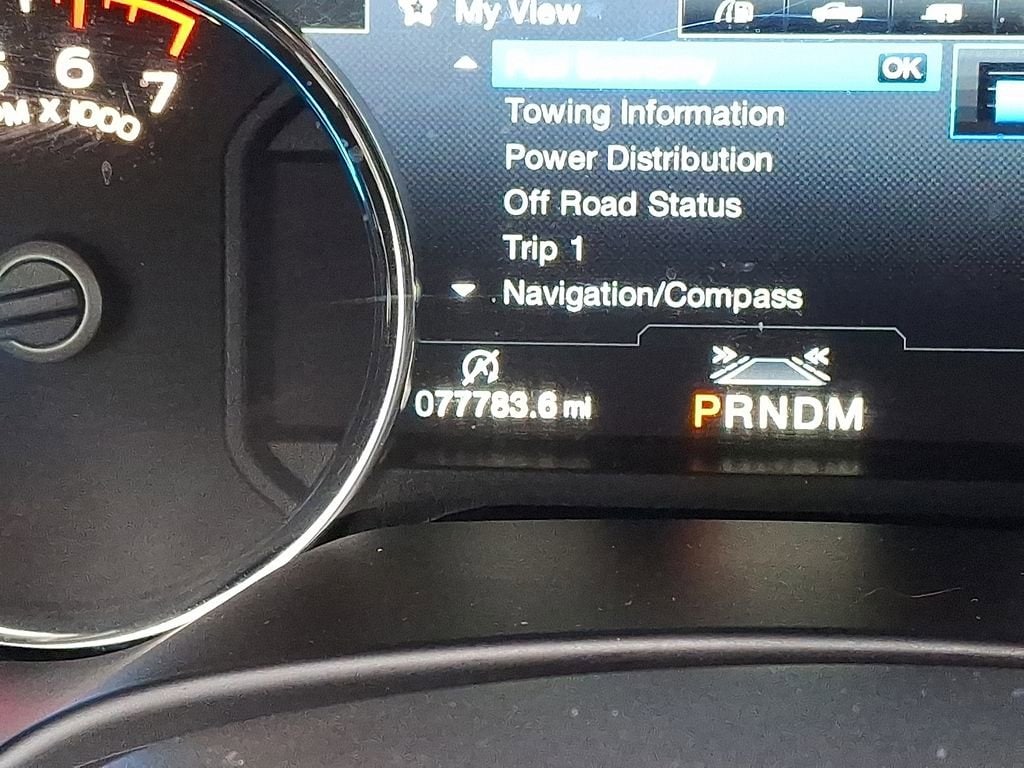 My View
6
7
X 1000
OK
Towing Information
Power Distribution
Off Road Status
Trip 1
Navigation/Compass
077783.6 mi
PRNDM